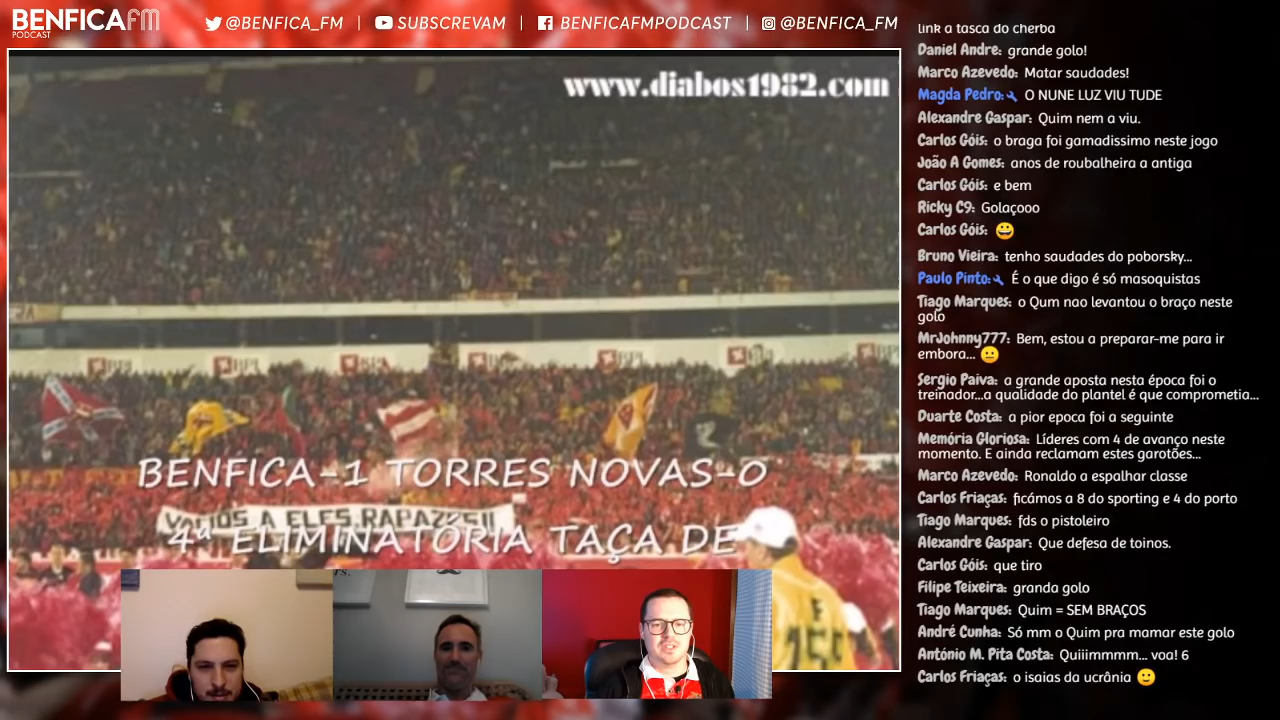 BENFICAFM
PODCAST
@BENFICA_FM | SUBSCREVAM | BENFICAFMPODCAST | @BENFICA_FM
www.diabos1982.com
BPI BPI BPI BPI
BENFICA-1 TORRES NOVAS-0
VAMOS A ELES RAPAZES!!
4ª ELIMINATÓRIA TAÇA DE
link a tasca do cherba
Daniel Andre: grande golo!
Marco Azevedo: Matar saudades!
Magda Pedro: O NUNE LUZ VIU TUDE
Alexandre Gaspar: Quim nem a viu.
Carlos Góis: o braga foi gamadissimo neste jogo
João A Gomes: anos de roubalheira a antiga
Carlos Góis: e bem
Ricky C9: Golaçooo
Carlos Góis: 😀
Bruno Vieira: tenho saudades do poborsky...
Paulo Pinto: É o que digo é só masoquistas
Tiago Marques: o Qum nao levantou o braço neste
golo
MrJohnny777: Bem, estou a preparar-me para ir
embora... 😐
Sergio Paiva: a grande aposta nesta época foi o
treinador...a qualidade do plantel é que comprometia...
Duarte Costa: a pior epoca foi a seguinte
Memória Gloriosa: Líderes com 4 de avanço neste
momento. E ainda reclamam estes garotões...
Marco Azevedo: Ronaldo a espalhar classe
Carlos Friaças: ficámos a 8 do sporting e 4 do porto
Tiago Marques: fds o pistoleiro
Alexandre Gaspar: Que defesa de toinos.
Carlos Góis: que tiro
Filipe Teixeira: granda golo
Tiago Marques: Quim = SEM BRAÇOS
André Cunha: Só mm o Quim pra mamar este golo
António M. Pita Costa: Quiiimmmm... voa! 6
Carlos Friaças: o isaias da ucrânia 🙂